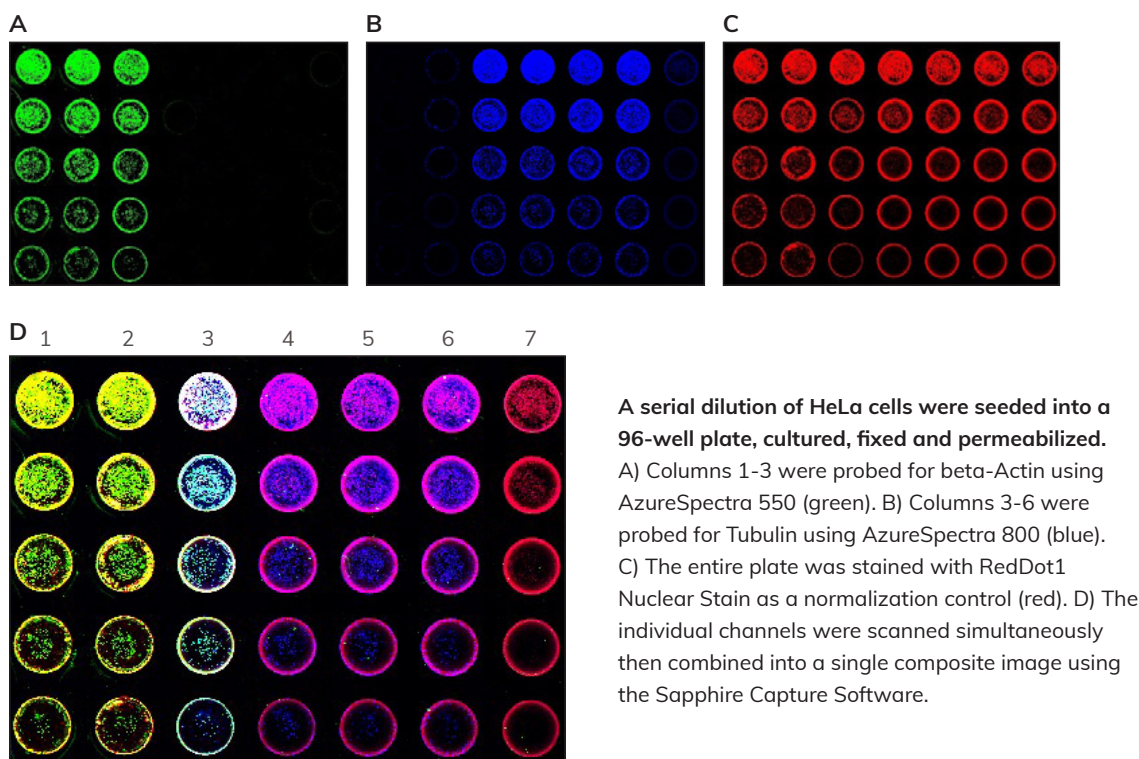 A
B
C
D
1 2 3 4 5 6 7
A serial dilution of HeLa cells were seeded into a
96-well plate, cultured, fixed and permeabilized.
A) Columns 1-3 were probed for beta-Actin using
AzureSpectra 550 (green). B) Columns 3-6 were
probed for Tubulin using AzureSpectra 800 (blue).
C) The entire plate was stained with RedDot1
Nuclear Stain as a normalization control (red). D) The
individual channels were scanned simultaneously
then combined into a single composite image using
the Sapphire Capture Software.